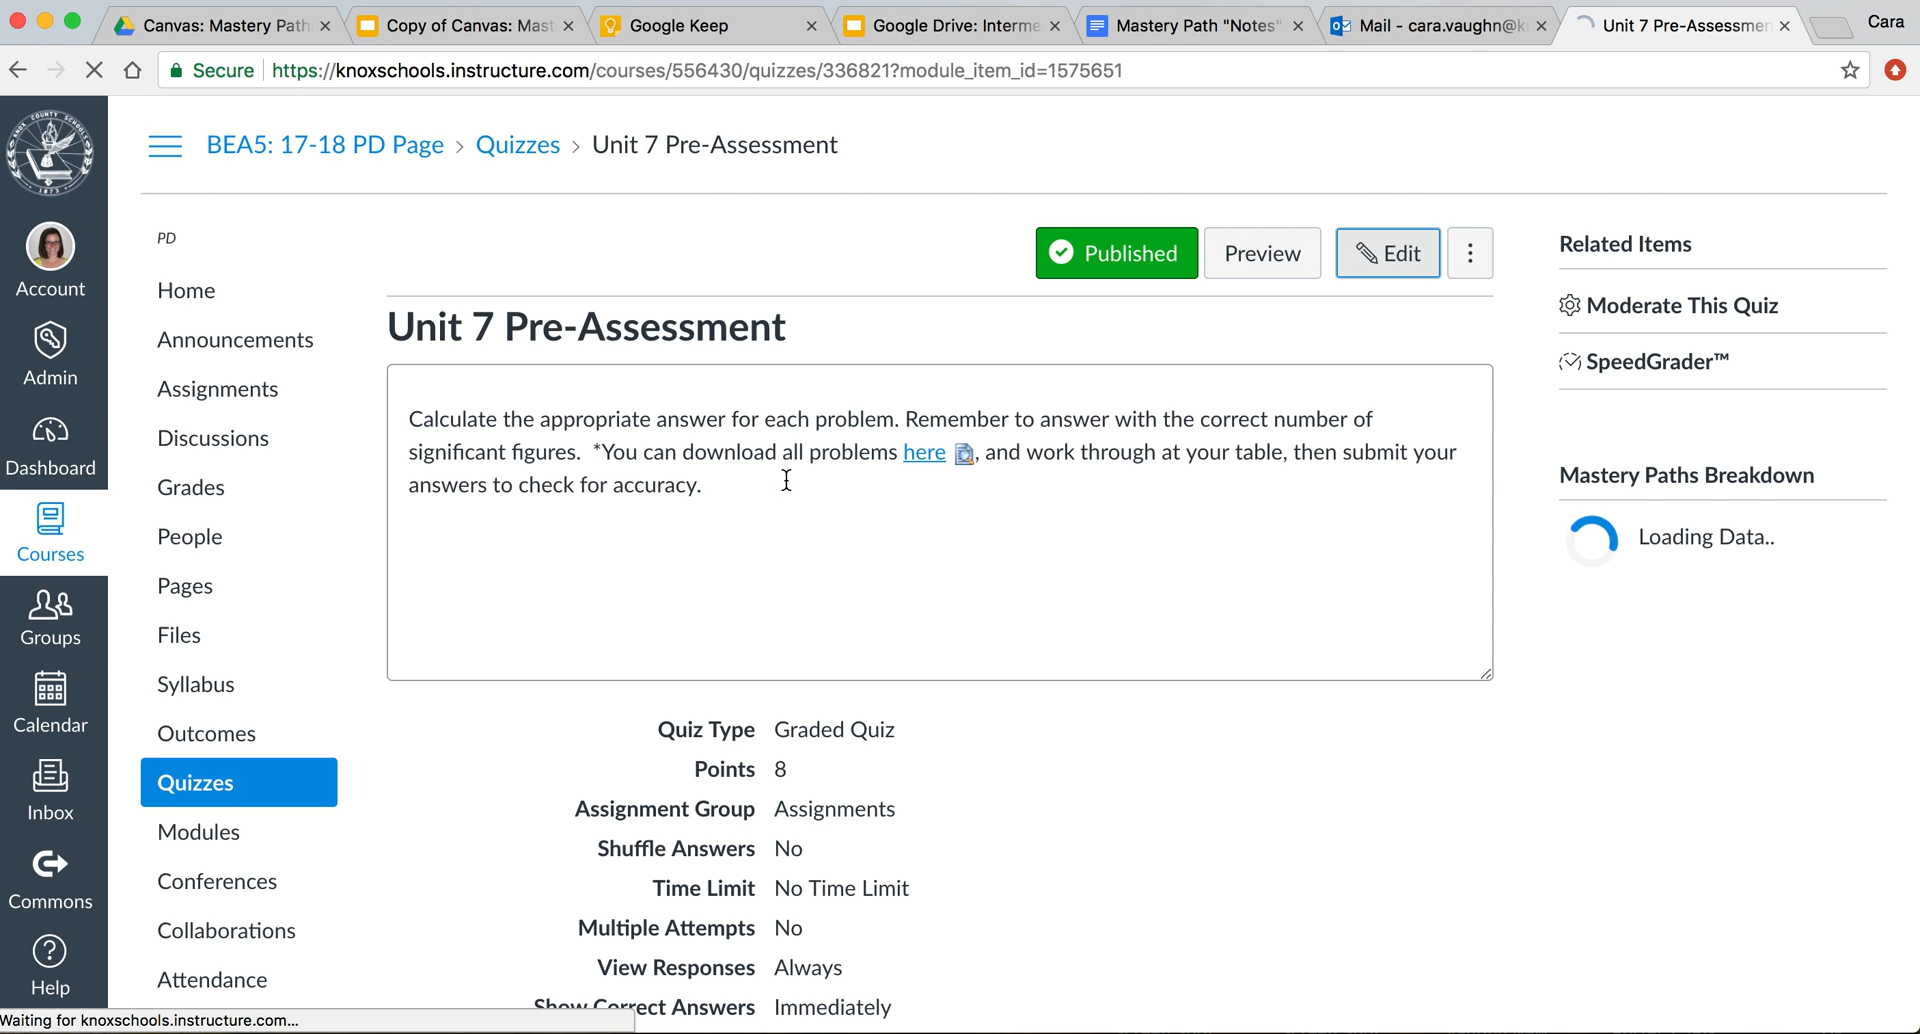 Canvas: Mastery Path
Copy of Canvas: Mast
Google Keep
Google Drive: Interme
Mastery Path "Notes"
Mail - cara.vaughn@k
Unit 7 Pre-Assessmen
Cara
Secure
https://knoxschools.instructure.com/courses/556430/quizzes/336821?module_item_id=1575651
KNOX COUNTY SCHOOLS
1873
BEA5: 17-18 PD Page > Quizzes > Unit 7 Pre-Assessment
Account
Admin
Dashboard
Courses
Groups
Calendar
Inbox
Commons
Help
PD
Home
Announcements
Assignments
Discussions
Grades
People
Pages
Files
Syllabus
Outcomes
Quizzes
Modules
Conferences
Collaborations
Attendance
Published
Preview
Edit
Unit 7 Pre-Assessment
Calculate the appropriate answer for each problem. Remember to answer with the correct number of
significant figures.  *You can download all problems here , and work through at your table, then submit your
answers to check for accuracy.
Quiz Type Graded Quiz
Points 8
Assignment Group Assignments
Shuffle Answers No
Time Limit No Time Limit
Multiple Attempts No
View Responses Always
Show Correct Answers Immediately
Related Items
Moderate This Quiz
SpeedGrader™
Mastery Paths Breakdown
Loading Data..
Waiting for knoxschools.instructure.com...